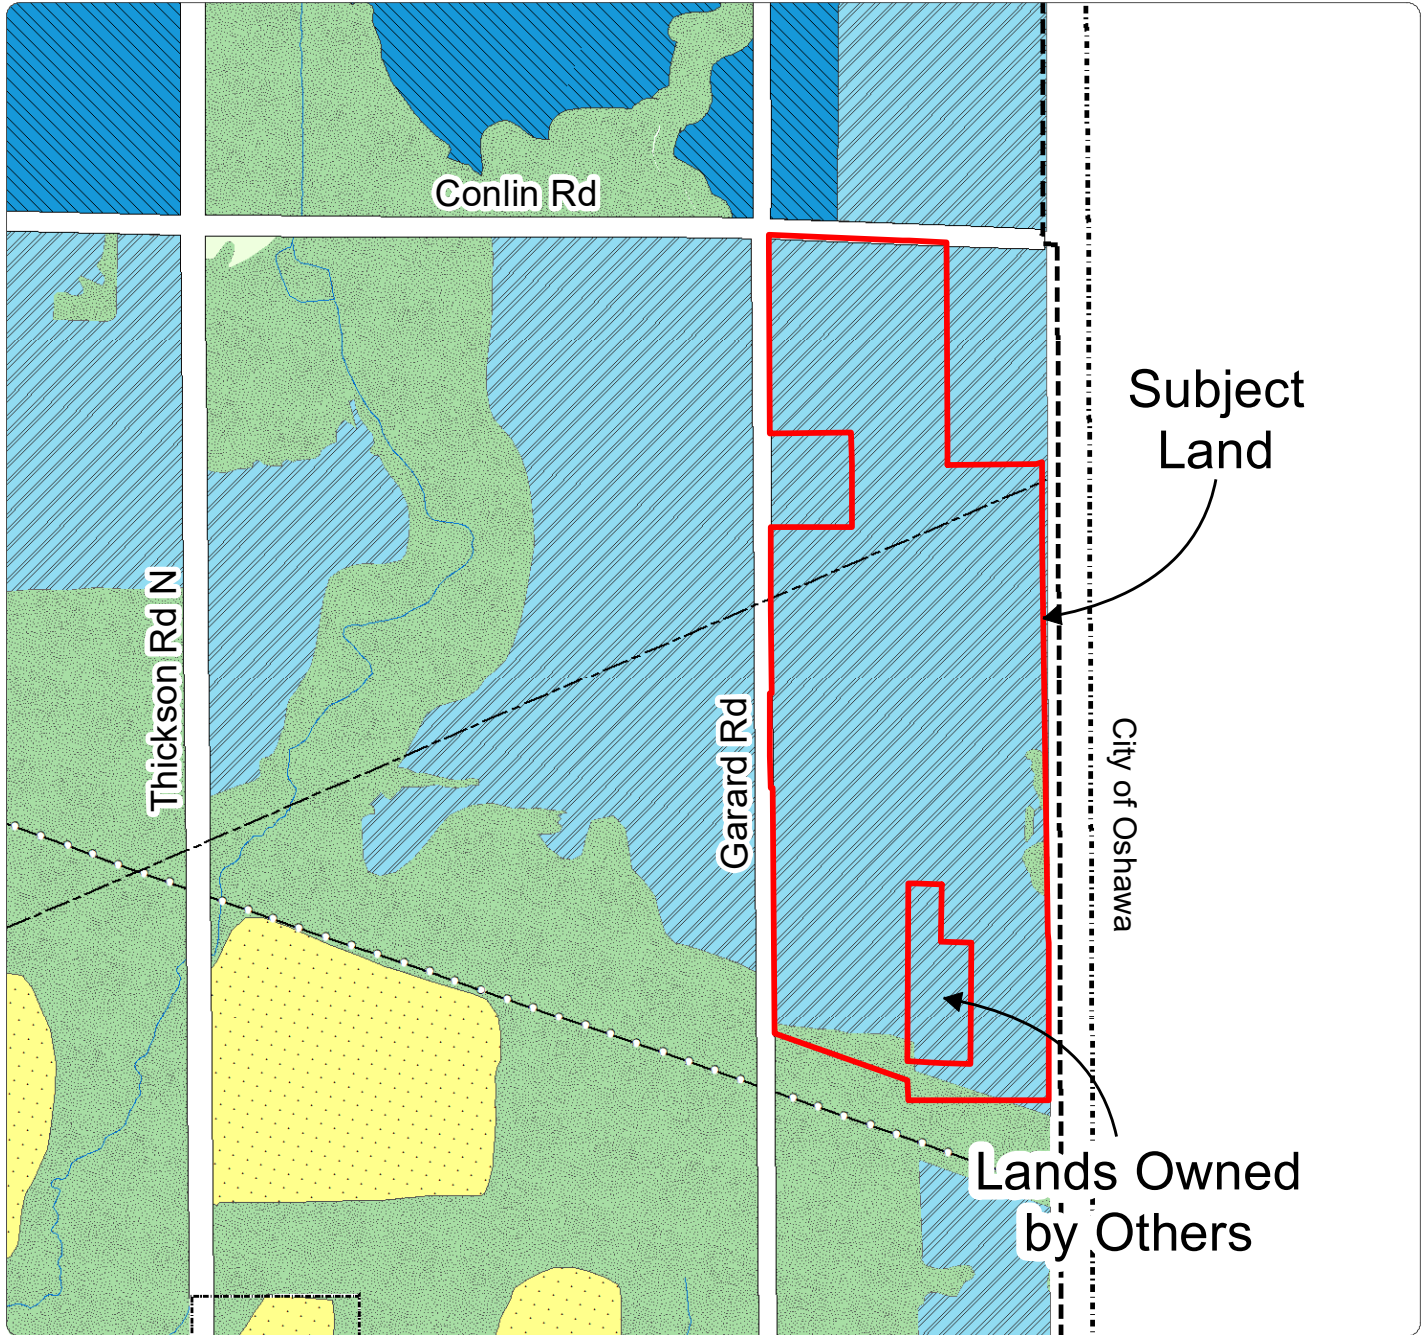 Conlin Rd
Subject
Land
Thickson Rd N
Garard Rd
City of Oshawa
Lands Owned
by Others